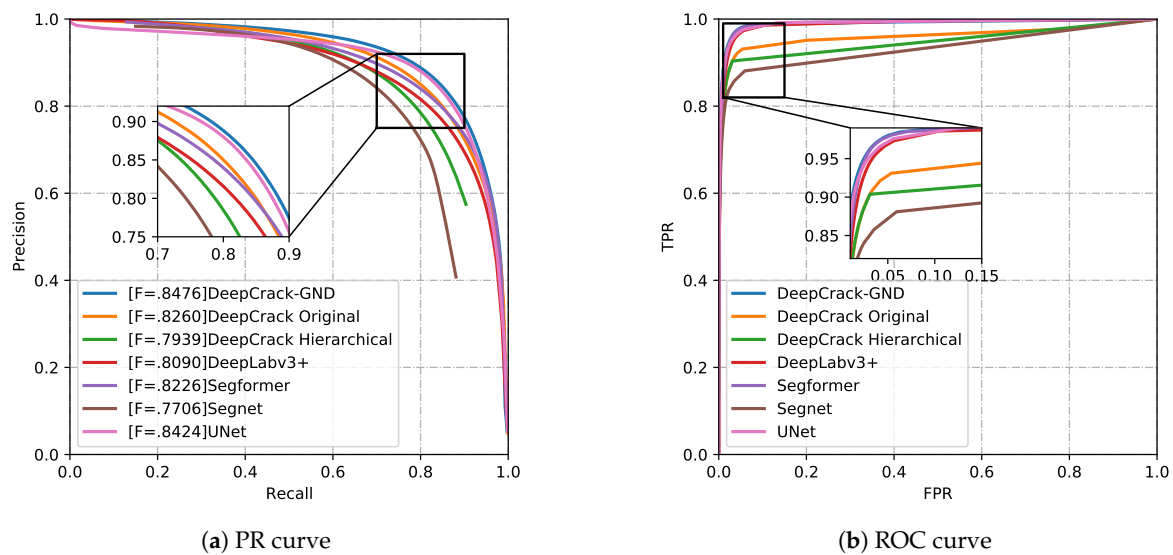 1.0
0.8
0.6
0.4
0.2
0.0
Precision
0.90
0.85
0.80
0.75
0.7 0.8 0.9
[F=.8476]DeepCrack-GND
[F=.8260]DeepCrack Original
[F=.7939]DeepCrack Hierarchical
[F=.8090]DeepLabv3+
[F=.8226]Segformer
[F=.7706]Segnet
[F=.8424]UNet
0.0 0.2 0.4 0.6 0.8 1.0
Recall
(a) PR curve
1.0
0.8
0.6
0.4
0.2
0.0
TPR
0.95
0.90
0.85
0.05 0.10 0.15
DeepCrack-GND
DeepCrack Original
DeepCrack Hierarchical
DeepLabv3+
Segformer
Segnet
UNet
0.0 0.2 0.4 0.6 0.8 1.0
FPR
(b) ROC curve